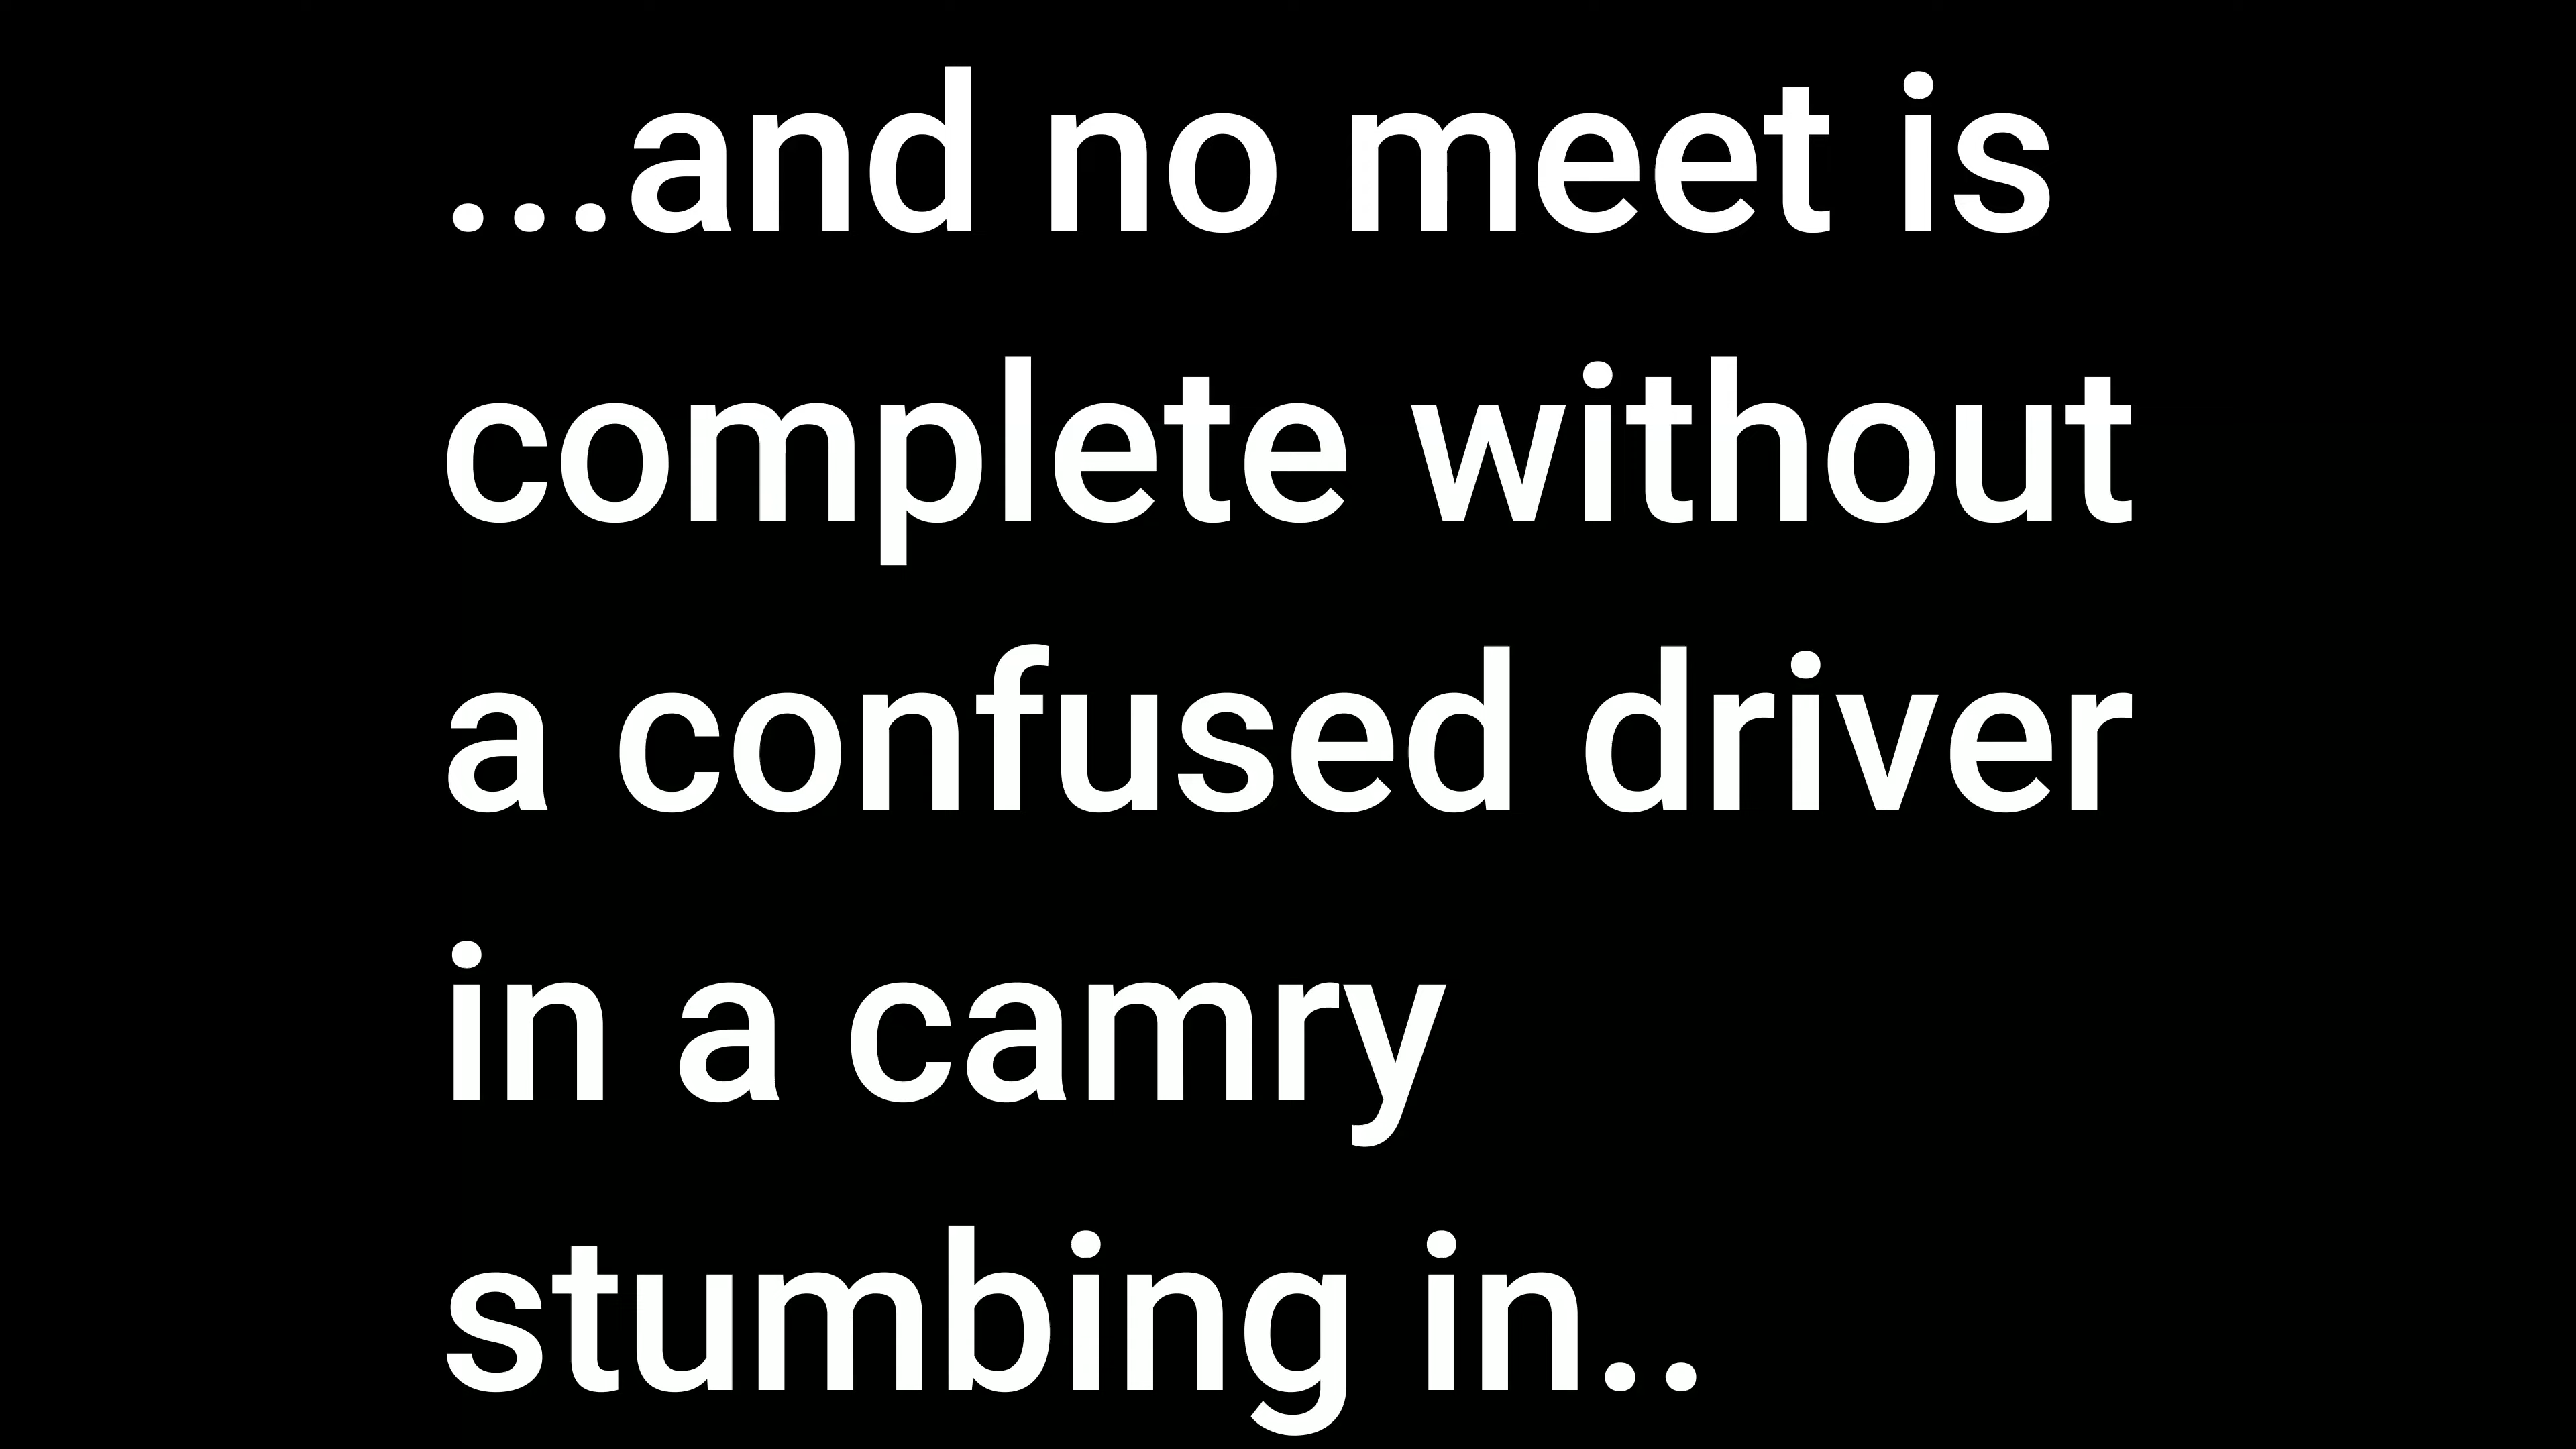 ...and no meet is
complete without
a confused driver
in a camry
stumbing in..